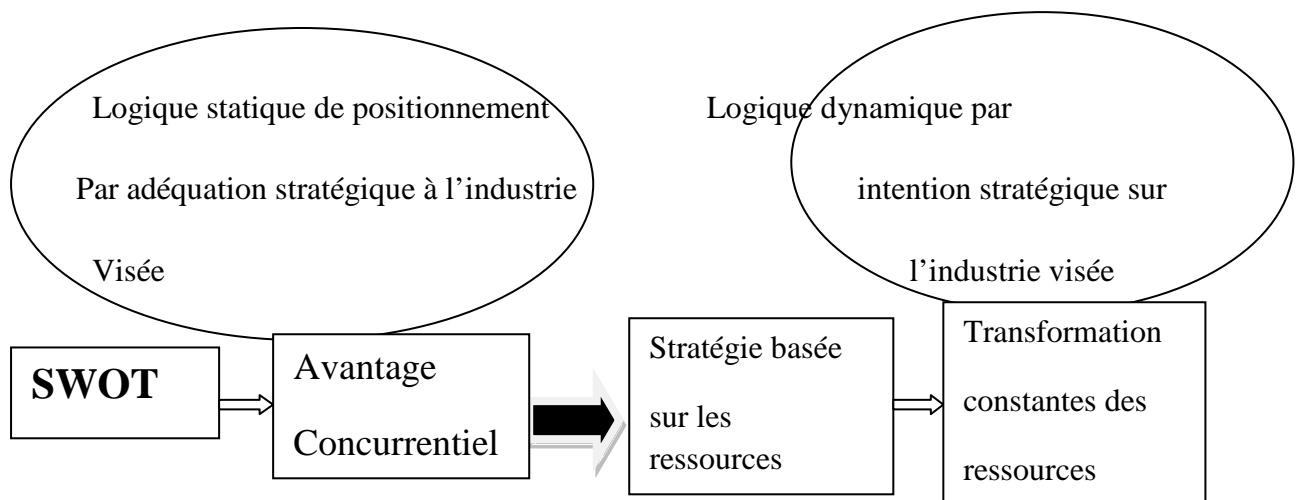 Logique statique de positionnement
Par adéquation stratégique à l’industrie
Visée
Logique dynamique par
intention stratégique sur
l’industrie visée
SWOT
Avantage
Concurrentiel
Stratégie basée
sur les
ressources
Transformation
constantes des
ressources